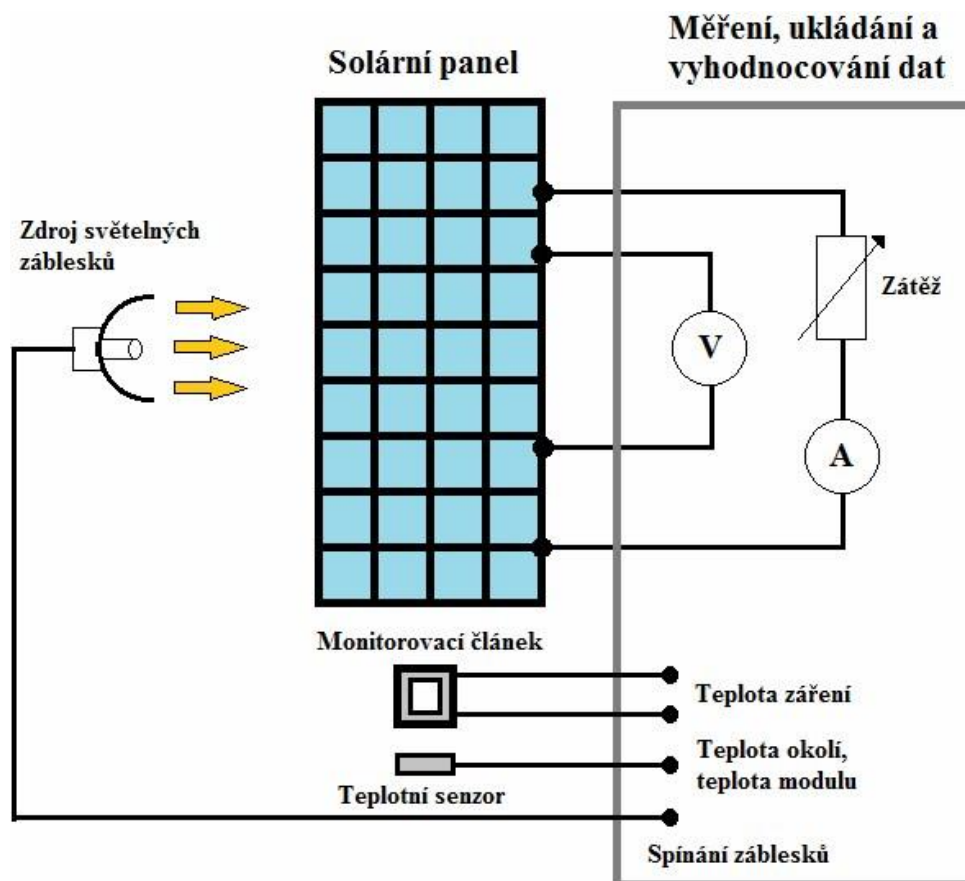 Měření, ukládání a
vyhodnocování dat
Solární panel
Zdroj světelných
záblesků
Zátěž
V
A
Monitorovací článek
Teplota záření
Teplota okolí,
teplota modulu
Teplotní senzor
Spínání záblesků